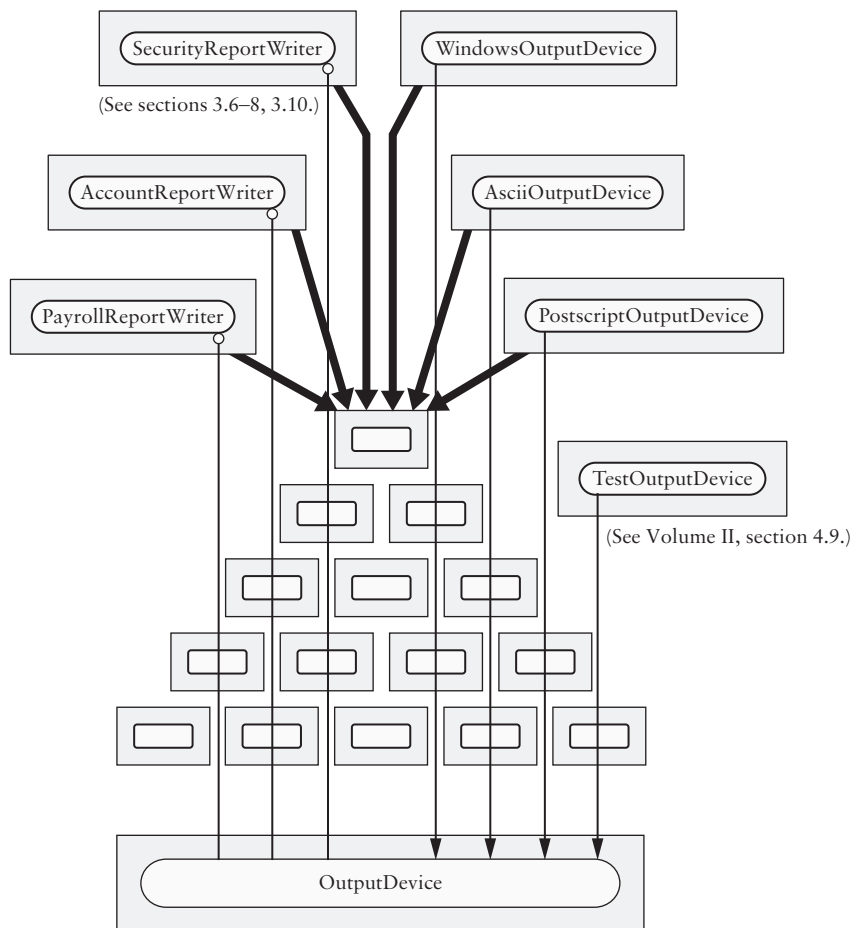 SecurityReportWriter
WindowsOutputDevice
(See sections 3.6–8, 3.10.)
AccountReportWriter
AsciiOutputDevice
PayrollReportWriter
PostscriptOutputDevice
TestOutputDevice
(See Volume II, section 4.9.)
OutputDevice